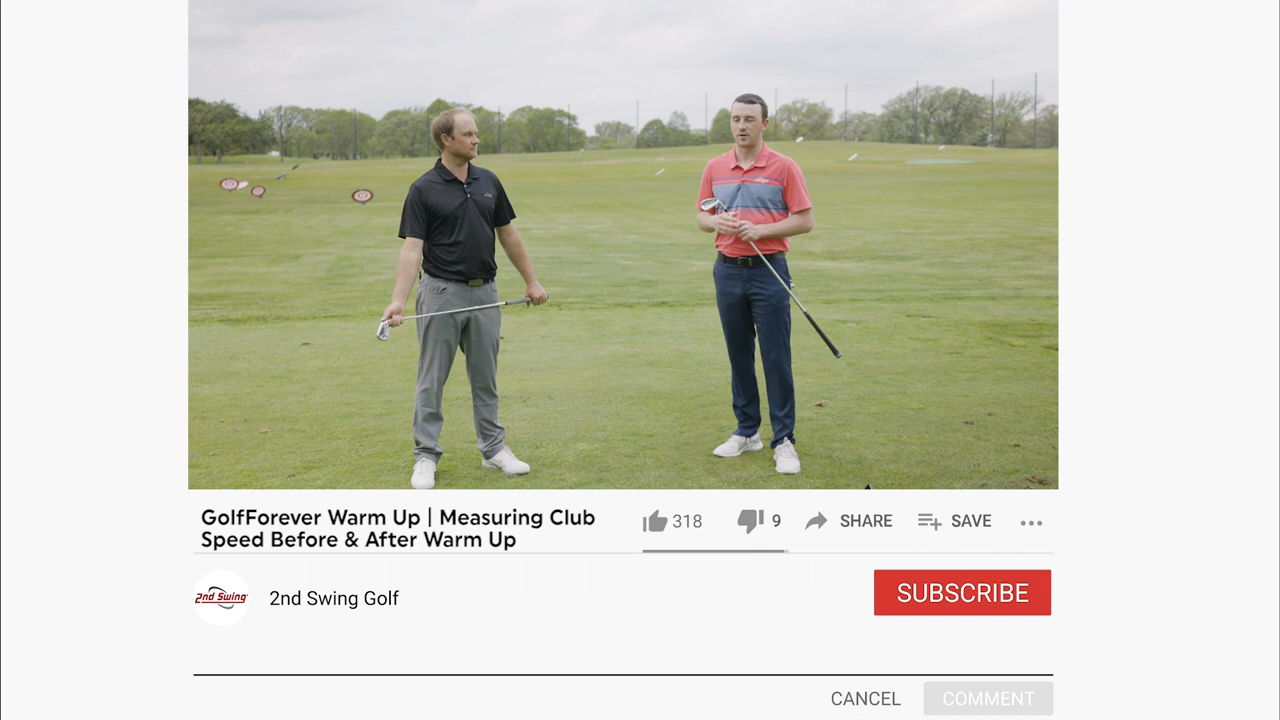 GolfForever Warm Up | Measuring Club
Speed Before & After Warm Up
318
9
SHARE
SAVE
2nd Swing
2nd Swing Golf
SUBSCRIBE
CANCEL
COMMENT